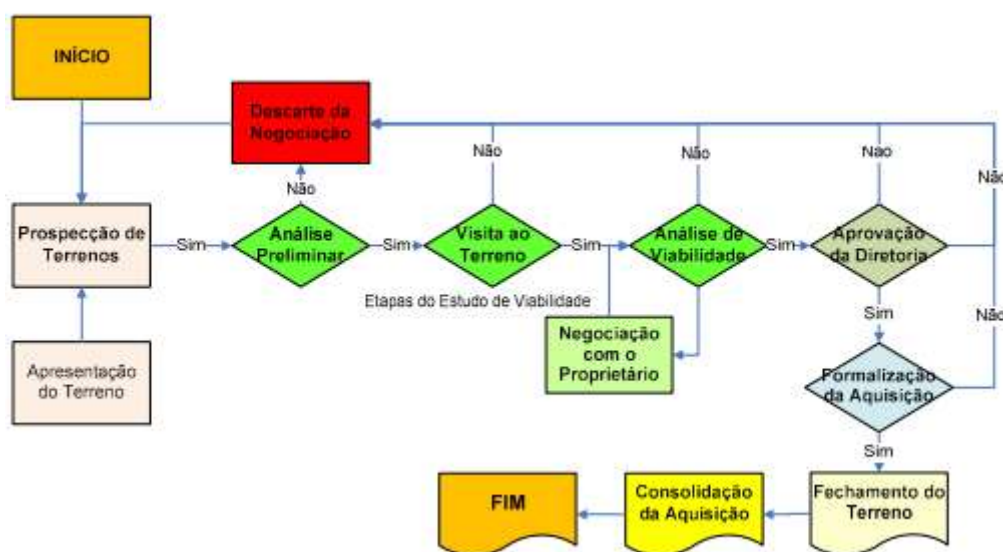 INÍCIO
Descarte da
Negociação
Não
Não
Nao
Não
Não
Prospecção de
Terrenos
Sim
Análise
Preliminar
Sim
Visita ao
Terreno
Sim
Análise de
Viabilidade
Sim
Aprovação
da Diretoria
Etapas do Estudo de Viabilidade
Sim
Não
Apresentação
do Terreno
Negociação
com o
Proprietário
Formalização
da Aquisição
Sim
FIM
Consolidação
da Aquisição
Fechamento do
Terreno